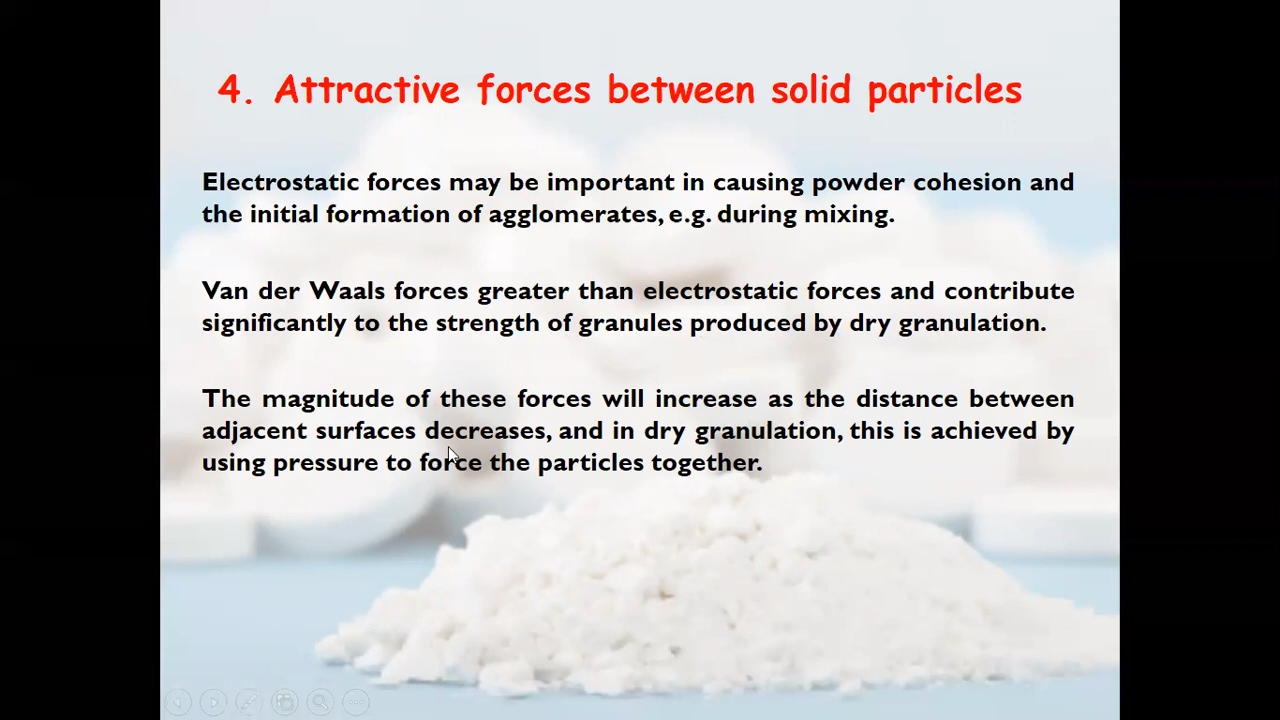 4. Attractive forces between solid particles
Electrostatic forces may be important in causing powder cohesion and
the initial formation of agglomerates, e.g. during mixing.
Van der Waals forces greater than electrostatic forces and contribute
significantly to the strength of granules produced by dry granulation.
The magnitude of these forces will increase as the distance between
adjacent surfaces decreases, and in dry granulation, this is achieved by
using pressure to force the particles together.